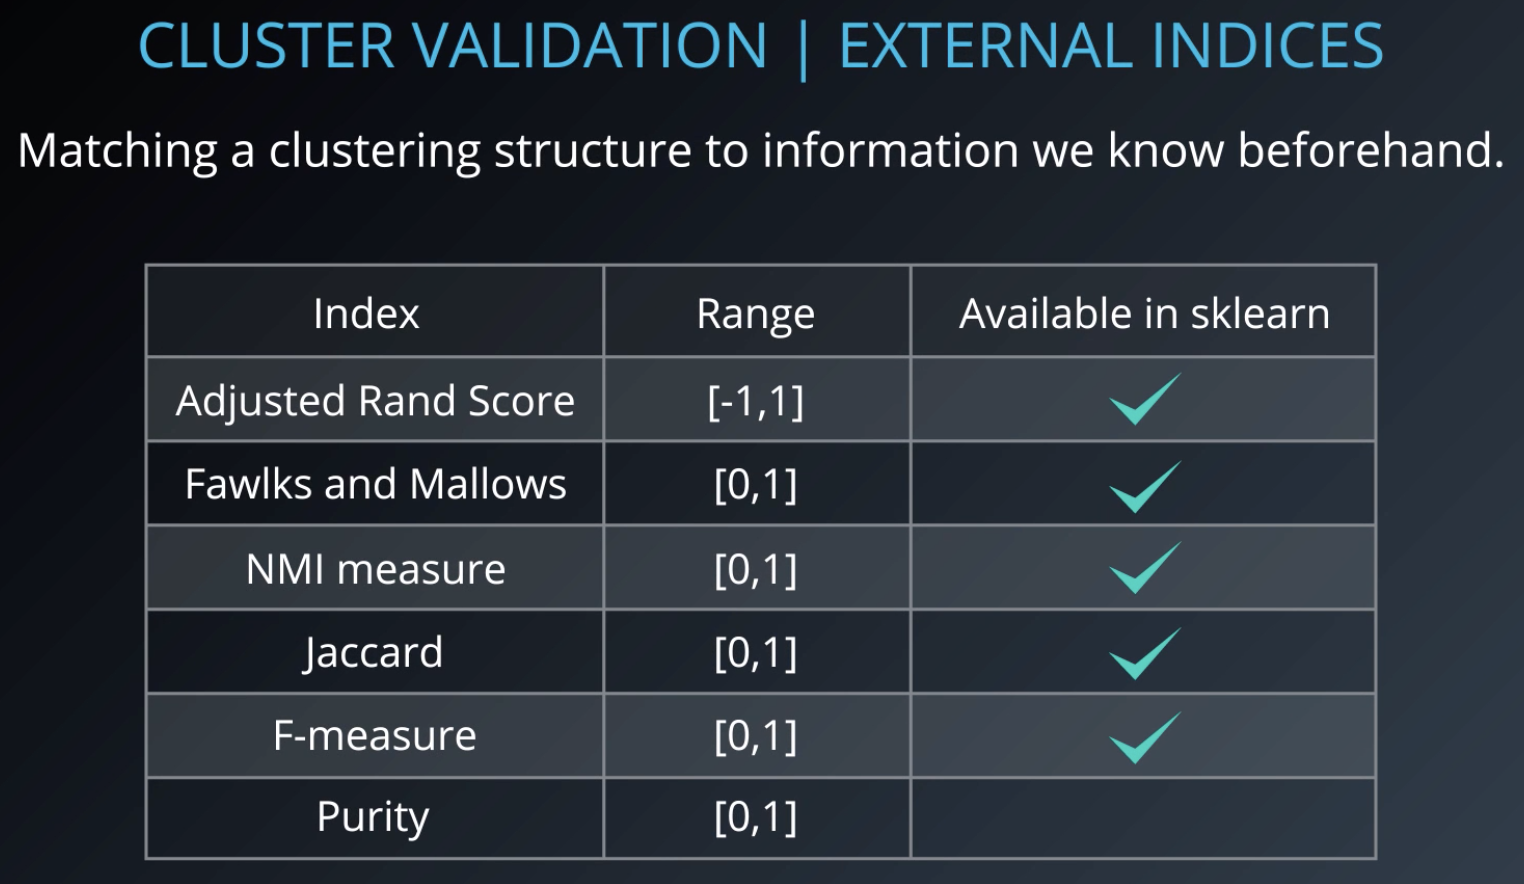 CLUSTER VALIDATION | EXTERNAL INDICES
Matching a clustering structure to information we know beforehand.
Index Range Available in sklearn
Adjusted Rand Score [-1,1]
Fawlks and Mallows [0,1]
NMI measure [0,1]
Jaccard [0,1]
F-measure [0,1]
Purity [0,1]